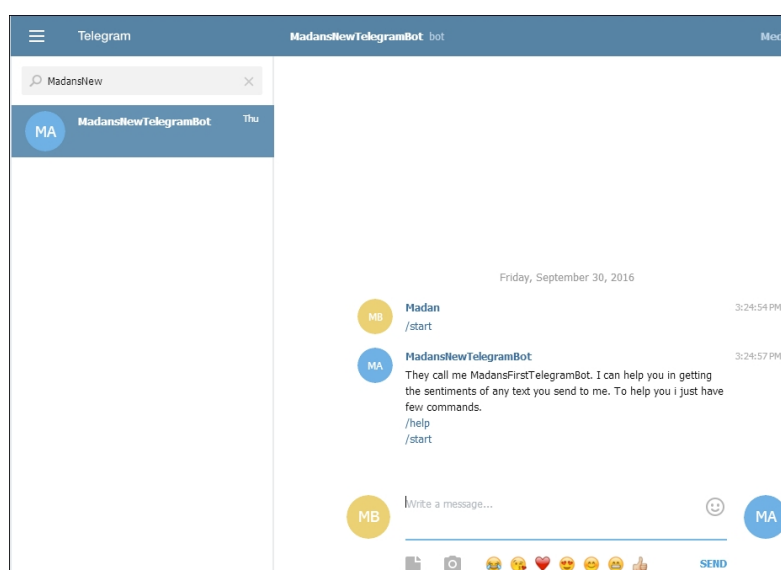 Telegram
MadansNewTelegramBot bot
MadansNew
MA
MadansNewTelegramBot
Thu
Friday, September 30, 2016
MB
Madan
3:24:54 PM
/start
MA
MadansNewTelegramBot
3:24:57 PM
They call me MadansFirstTelegramBot. I can help you in getting
the sentiments of any text you send to me. To help you i just have
few commands.
/help
/start
MB
Write a message...
MA
SEND